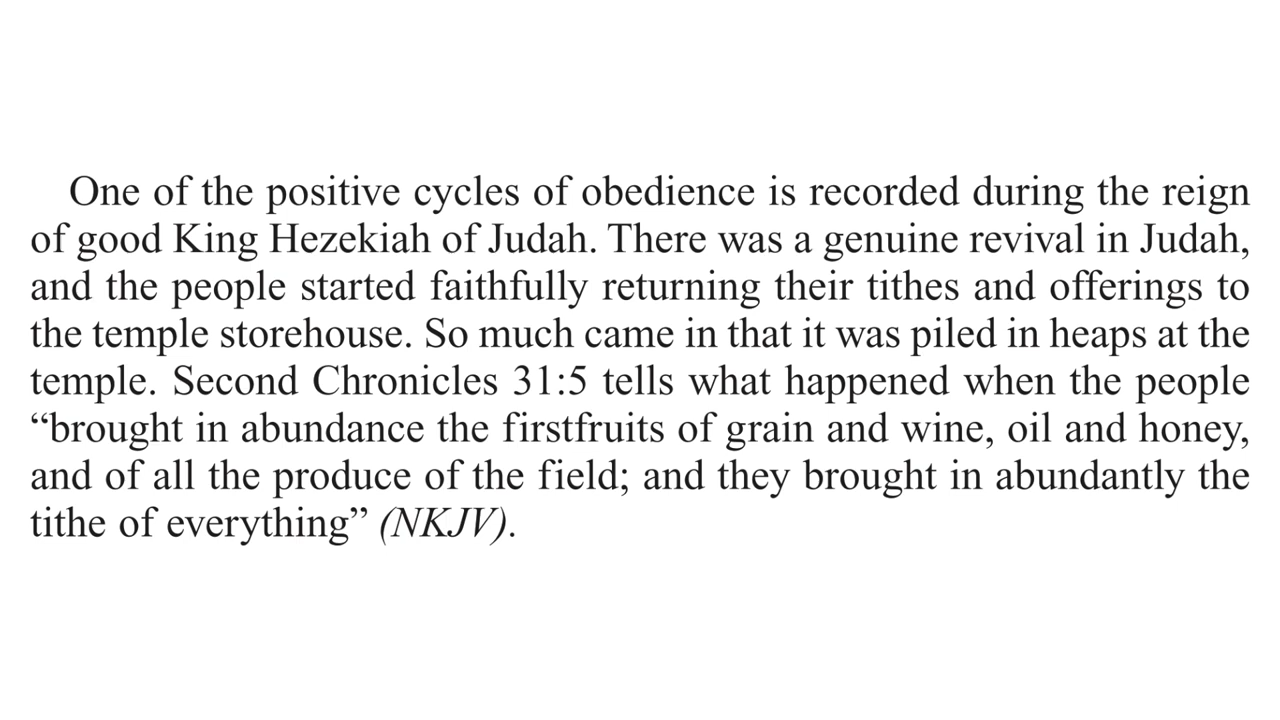 One of the positive cycles of obedience is recorded during the reign
of good King Hezekiah of Judah. There was a genuine revival in Judah,
and the people started faithfully returning their tithes and offerings to
the temple storehouse. So much came in that it was piled in heaps at the
temple. Second Chronicles 31:5 tells what happened when the people
“brought in abundance the firstfruits of grain and wine, oil and honey,
and of all the produce of the field; and they brought in abundantly the
tithe of everything” (NKJV).